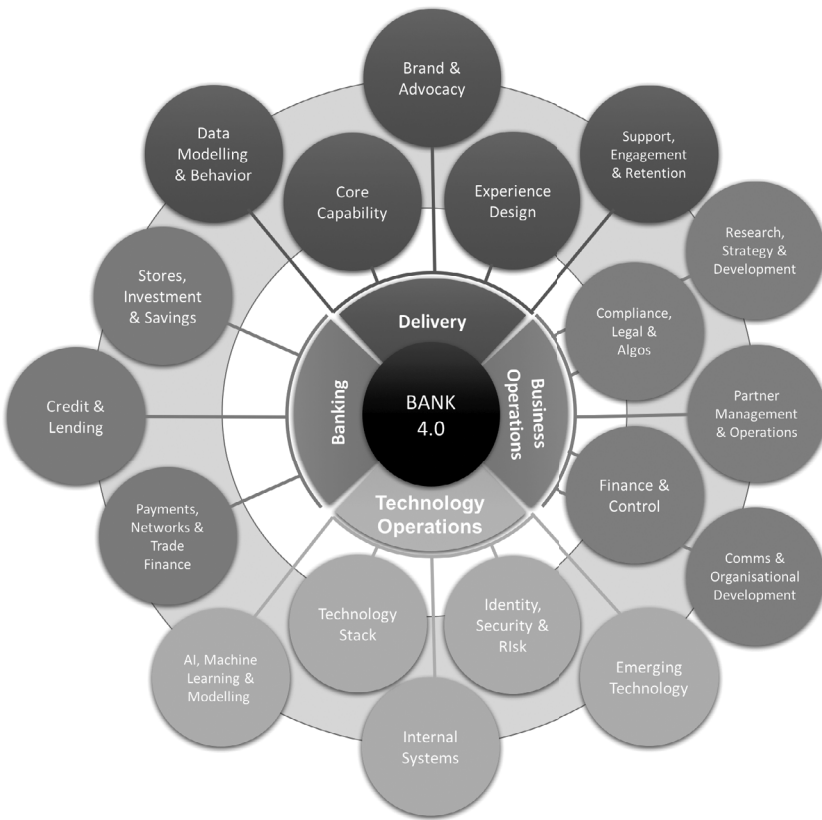 Brand &
Advocacy
Data
Modelling
& Behavior
Support,
Engagement
& Retention
Core
Capability
Experience
Design
Research,
Strategy &
Development
Stores,
Investment
& Savings
Compliance,
Legal &
Algos
Delivery
Credit &
Lending
Banking
BANK
4.0
Business
Operations
Partner
Management
& Operations
Technology
Operations
Finance &
Control
Payments,
Networks &
Trade
Finance
Comms &
Organisational
Development
Technology
Stack
Identity,
Security &
RIsk
AI, Machine
Learning &
Modelling
Emerging
Technology
Internal
Systems